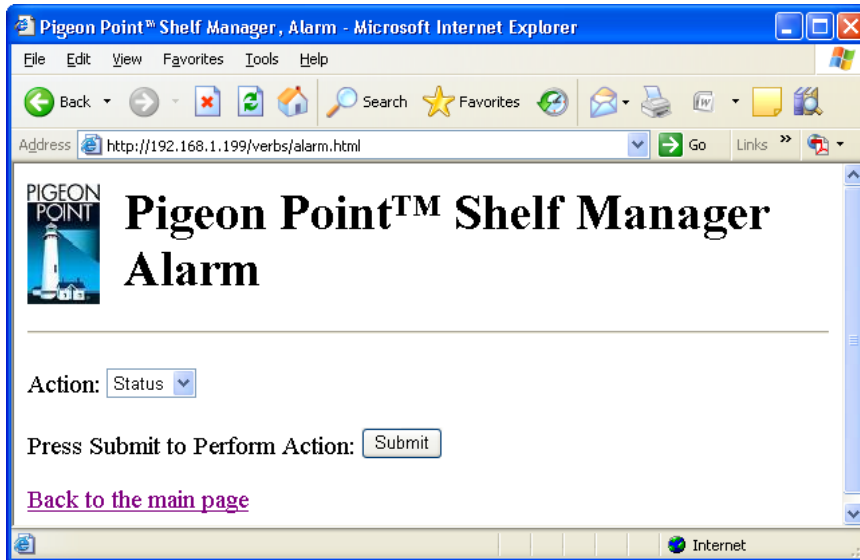 Pigeon Point™ Shelf Manager, Alarm - Microsoft Internet Explorer
File Edit View Favorites Tools Help
Back Search Favorites W
Address http://192.168.1.199/verbs/alarm.html Go Links »
PIGEON
POINT
Pigeon Point™ Shelf Manager
Alarm
Action: Status
Press Submit to Perform Action: Submit
Back to the main page
Internet